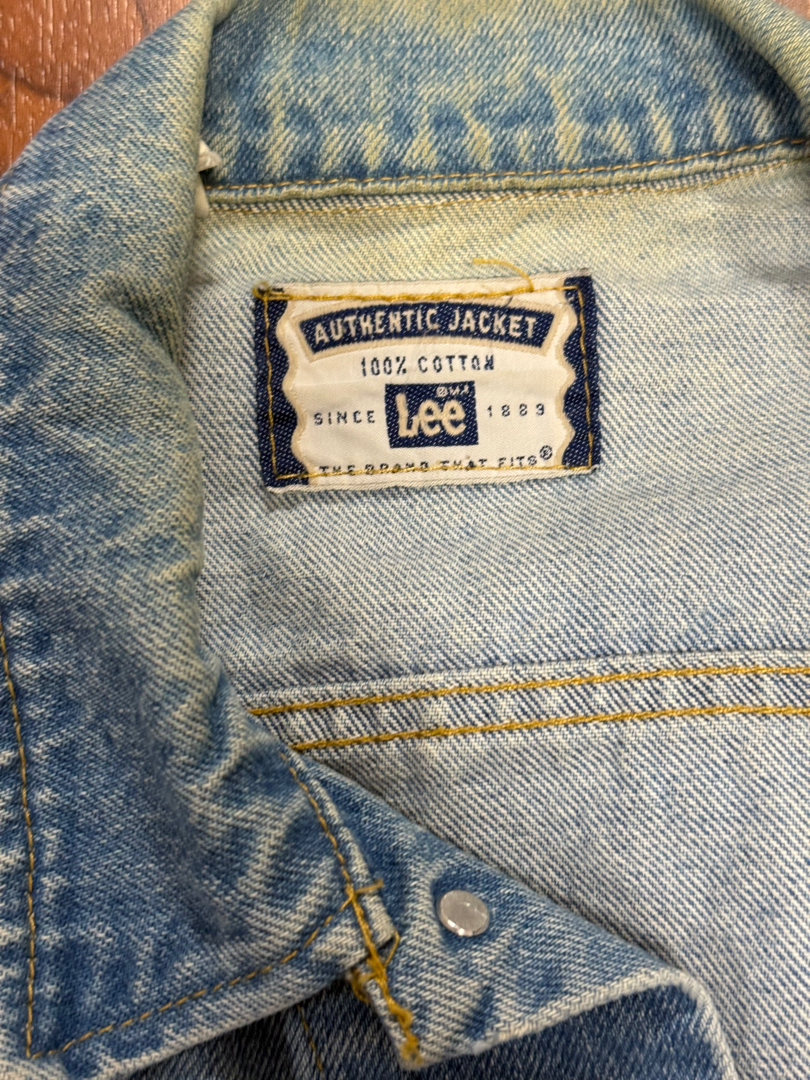 AUTHENTIC JACKET
100% COTTON
®M.R.
SINCE Lee 1889
THE BRAND THAT FITS®